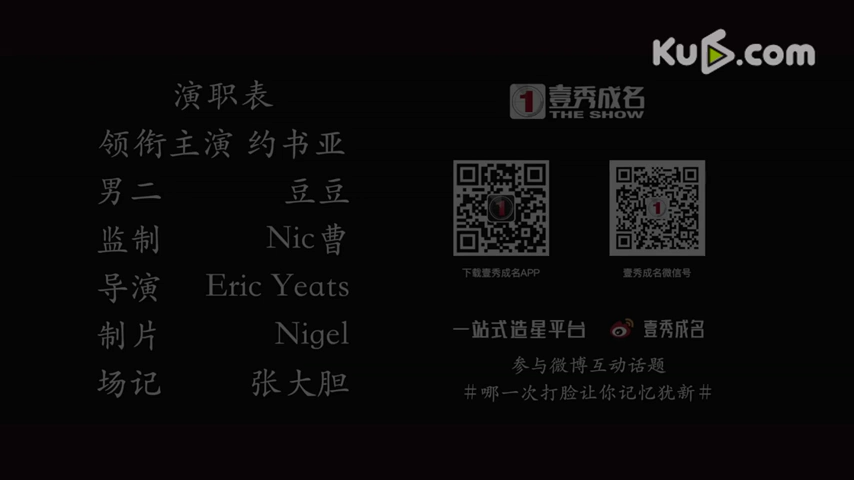 Ku6.com
演职表
领衔主演 约书亚
男二 豆豆
监制 Nic曹
导演 Eric Yeats
制片 Nigel
场记 张大胆
1 壹秀成名
THE SHOW
1
1
下载壹秀成名APP
壹秀成名微信号
一站式造星平台 壹秀成名
参与微博互动话题
#哪一次打脸让你记忆犹新#